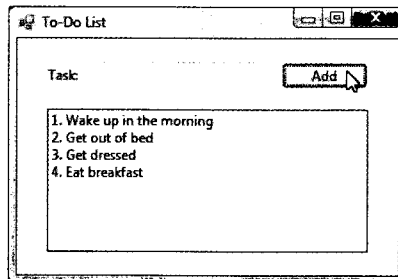 To-Do List
Task:
Add
1. Wake up in the morning
2. Get out of bed
3. Get dressed
4. Eat breakfast